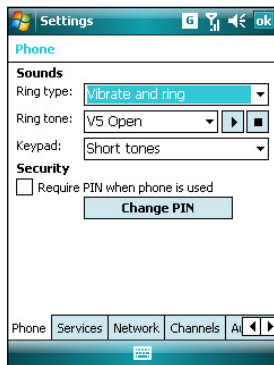 Settings G ok
Phone
Sounds
Ring type: Vibrate and ring
Ring tone: V5 Open
Keypad: Short tones
Security
Require PIN when phone is used
Change PIN
Phone Services Network Channels